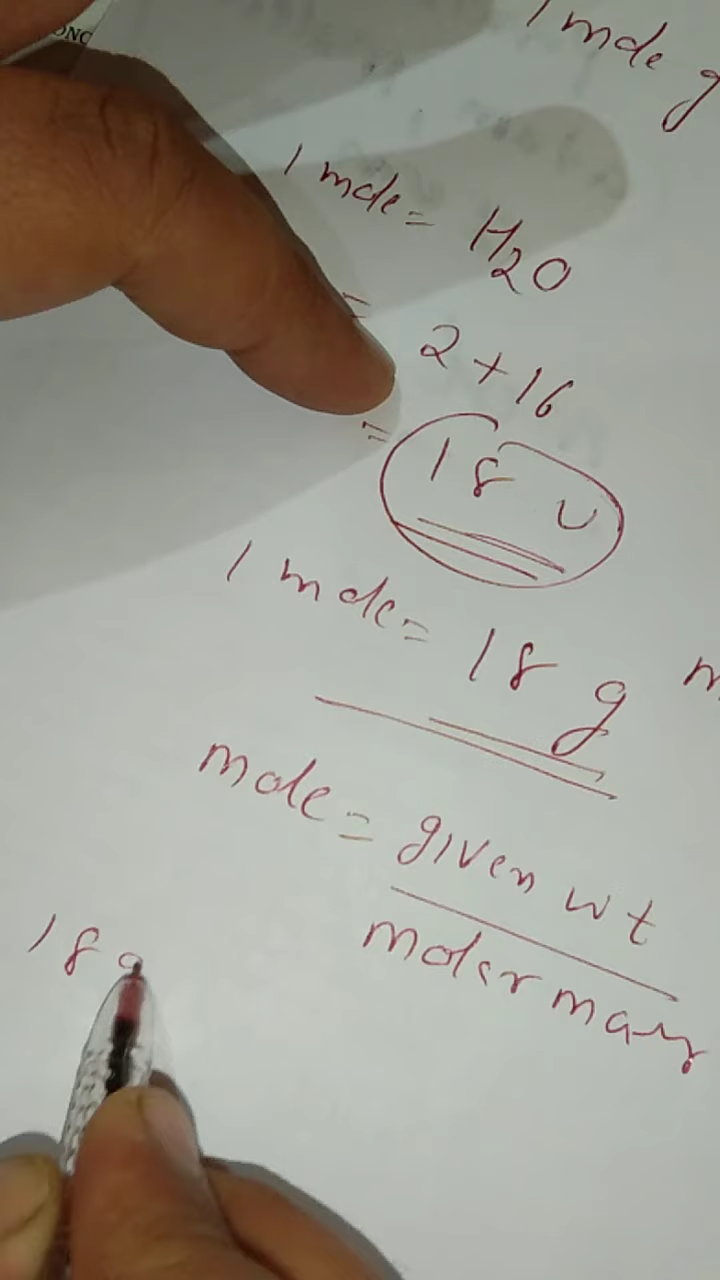 1 mole g
1 mole = H2O
= 2 + 16
= 18 u
1 mole = 18 g
mole = given wt
molar mass
18 g